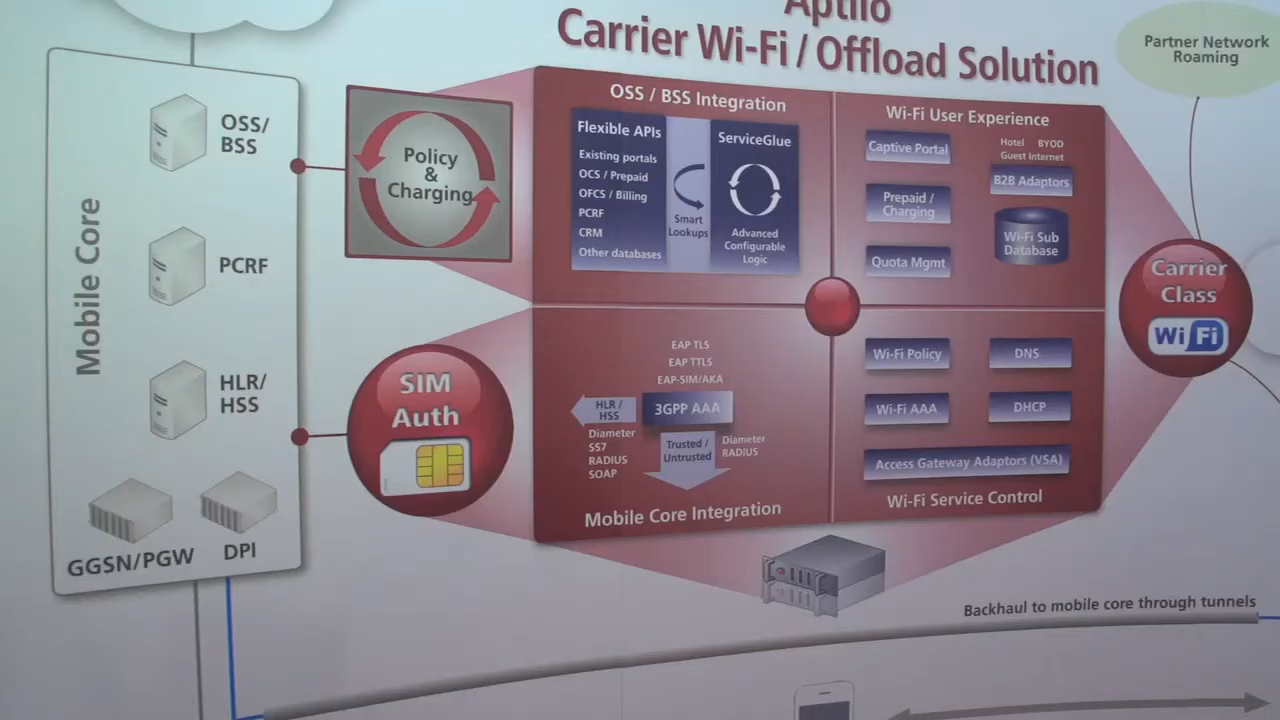 Aptilo
Carrier Wi-Fi / Offload Solution
Partner Network
Roaming
Mobile Core
OSS/
BSS
PCRF
HLR/
HSS
GGSN/PGW
DPI
Policy
&
Charging
SIM
Auth
OSS / BSS Integration
Flexible APIs
Existing portals
OCS / Prepaid
OFCS / Billing
PCRF
CRM
Other databases
Smart
Lookups
ServiceGlue
Advanced
Configurable
Logic
Wi-Fi User Experience
Captive Portal
Prepaid /
Charging
Quota Mgmt
Hotel BYOD
Guest Internet
B2B Adaptors
Wi-Fi Sub
Database
EAP TLS
EAP TTLS
EAP-SIM/AKA
HLR /
HSS
3GPP AAA
Diameter
SS7
RADIUS
SOAP
Trusted /
Untrusted
Diameter
RADIUS
Mobile Core Integration
Wi-Fi Policy
DNS
Wi-Fi AAA
DHCP
Access Gateway Adaptors (VSA)
Wi-Fi Service Control
Carrier
Class
Wi Fi
Backhaul to mobile core through tunnels